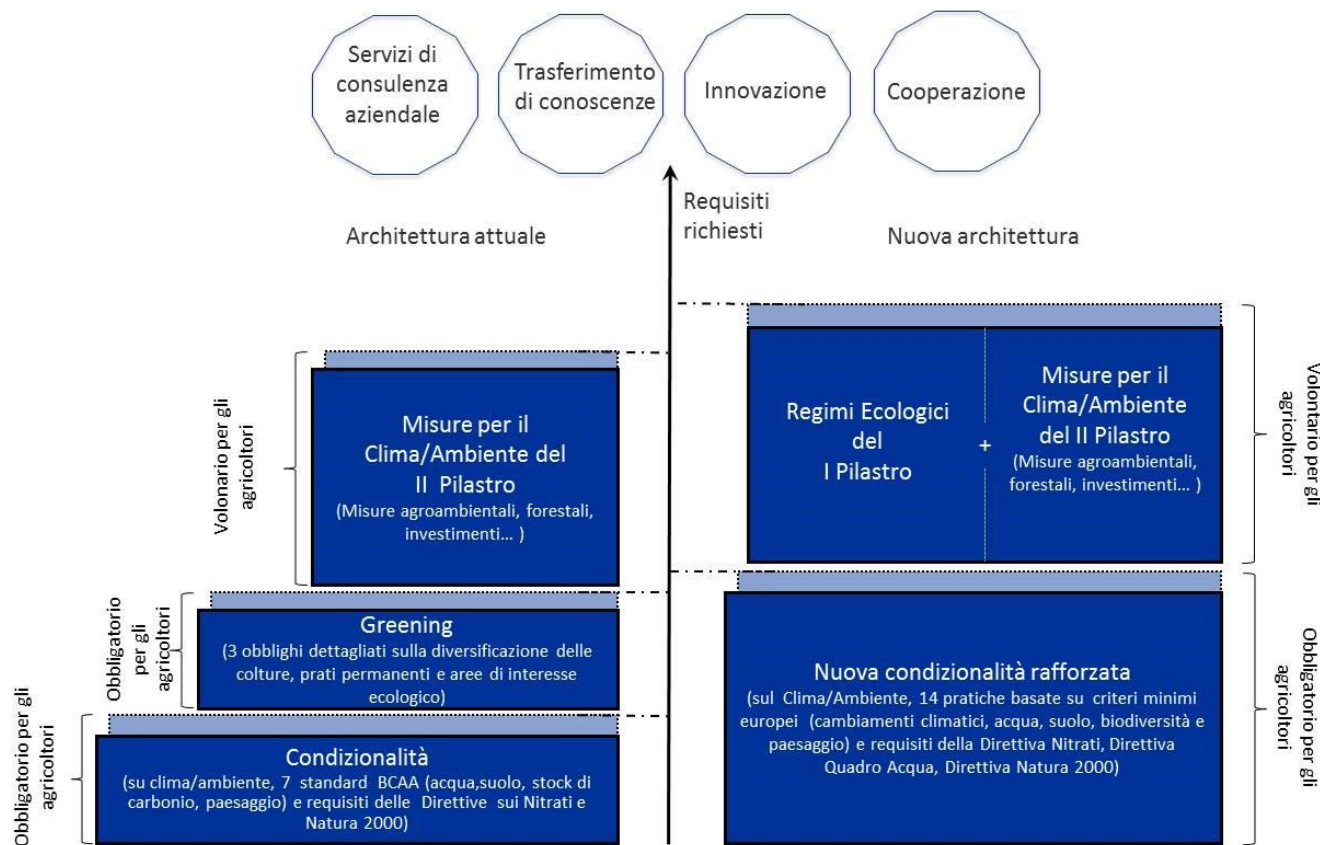 Servizi di
consulenza
aziendale
Trasferimento
di conoscenze
Innovazione
Cooperazione
Requisiti
richiesti
Architettura attuale
Nuova architettura
Volonario per gli
agricoltori
Misure per il
Clima/Ambiente del
II Pilastro
(Misure agroambientali, forestali,
investimenti... )
Obbligatorio
per gli
agricoltori
Greening
(3 obblighi dettagliati sulla diversificazione delle
colture, prati permanenti e aree di interesse
ecologico)
Obbligatorio per gli
agricoltori
Condizionalità
(su clima/ambiente, 7 standard BCAA (acqua,suolo, stock di
carbonio, paesaggio) e requisiti delle Direttive sui Nitrati e
Natura 2000)
Regimi Ecologici
del
I Pilastro
+
Misure per il
Clima/Ambiente
del II Pilastro
(Misure agroambientali,
forestali, investimenti... )
Volontario per gli
agricoltori
Nuova condizionalità rafforzata
(sul Clima/Ambiente, 14 pratiche basate su criteri minimi
europei (cambiamenti climatici, acqua, suolo, biodiversità e
paesaggio) e requisiti della Direttiva Nitrati, Direttiva
Quadro Acqua, Direttiva Natura 2000)
Obbligatorio per gli
agricoltori